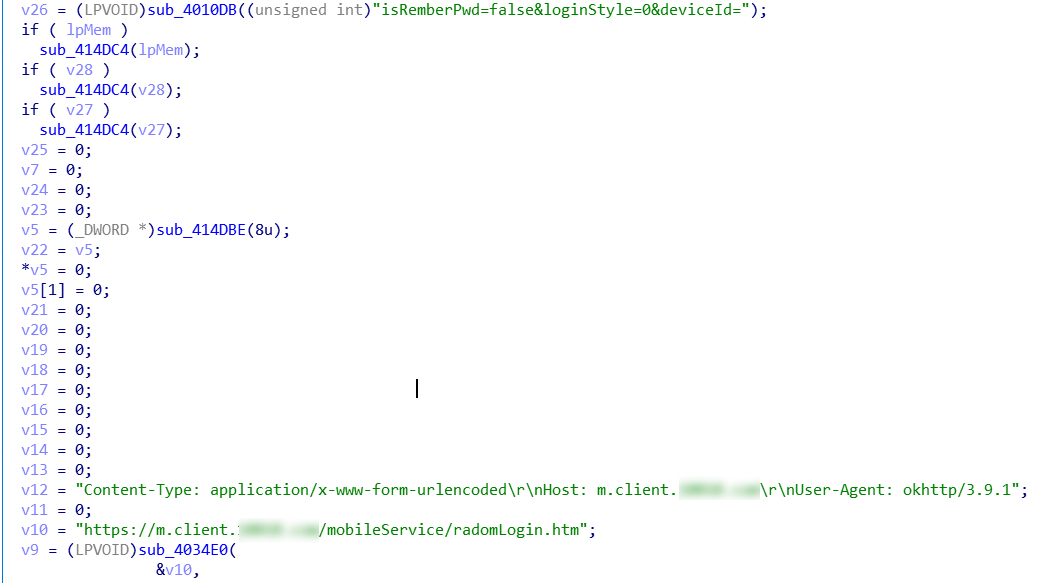 v26 = (LPVOID)sub_4010DB((unsigned int)"isRemberPwd=false&loginStyle=0&deviceId=");
if ( lpMem )
sub_414DC4(lpMem);
if ( v28 )
sub_414DC4(v28);
if ( v27 )
sub_414DC4(v27);
v25 = 0;
v7 = 0;
v24 = 0;
v23 = 0;
v5 = (_DWORD *)sub_414DBE(8u);
v22 = v5;
*v5 = 0;
v5[1] = 0;
v21 = 0;
v20 = 0;
v19 = 0;
v18 = 0;
v17 = 0;
v16 = 0;
v15 = 0;
v14 = 0;
v13 = 0;
v12 = "Content-Type: application/x-www-form-urlencoded\r\nHost: m.client. \r\nUser-Agent: okhttp/3.9.1";
v11 = 0;
v10 = "https://m.client. /mobileService/radomLogin.htm";
v9 = (LPVOID)sub_4034E0(
&v10,